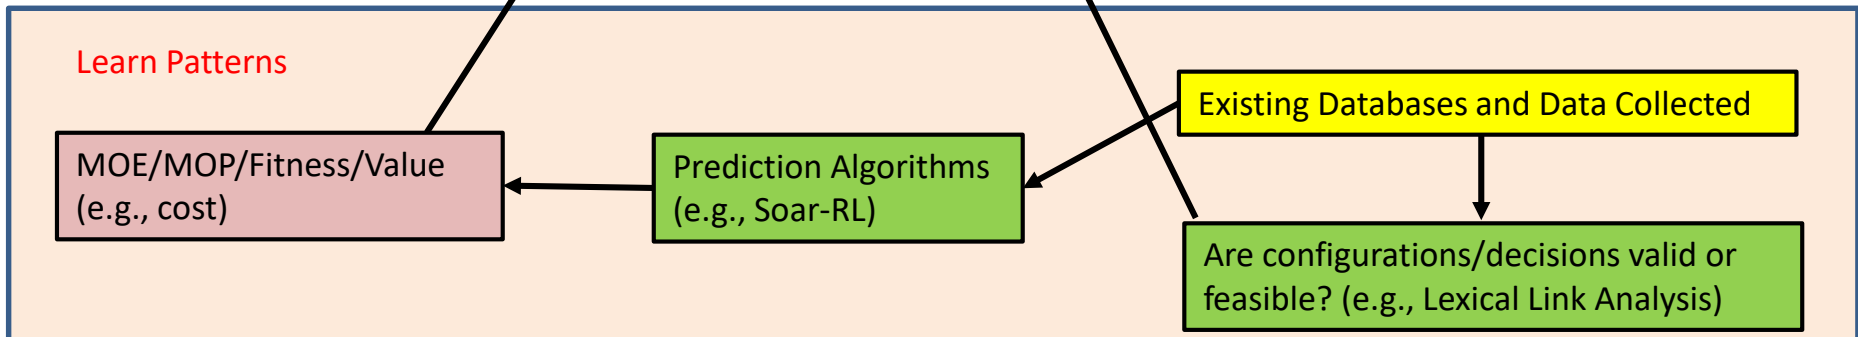 Learn Patterns
Existing Databases and Data Collected
MOE/MOP/Fitness/Value
(e.g., cost)
Prediction Algorithms
(e.g., Soar-RL)
Are configurations/decisions valid or
feasible? (e.g., Lexical Link Analysis)